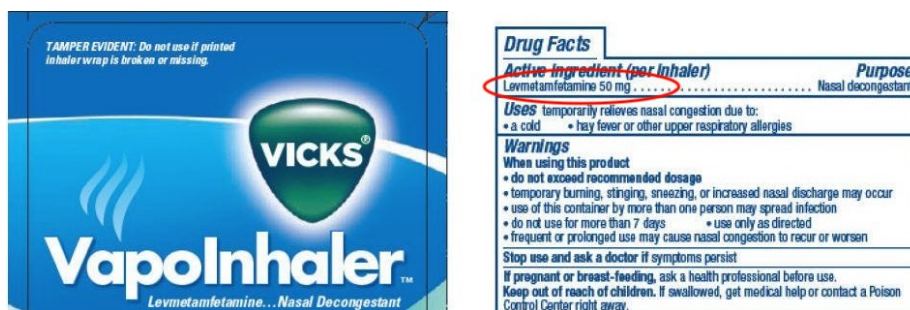 TAMPER EVIDENT: Do not use if printed
inhaler wrap is broken or missing.
VICKS®
VapoInhaler™
Levmetamfetamine...Nasal Decongestant
Drug Facts
Active Ingredient (per inhaler) Purpose
Levmetamfetamine 50 mg . . . . . . . . . . . . . . . . . . . . . . . . . . Nasal decongestant
Uses temporarily relieves nasal congestion due to:
• a cold • hay fever or other upper respiratory allergies
Warnings
When using this product
• do not exceed recommended dosage
• temporary burning, stinging, sneezing, or increased nasal discharge may occur
• use of this container by more than one person may spread infection
• do not use for more than 7 days • use only as directed
• frequent or prolonged use may cause nasal congestion to recur or worsen
Stop use and ask a doctor if symptoms persist
If pregnant or breast-feeding, ask a health professional before use.
Keep out of reach of children. If swallowed, get medical help or contact a Poison
Control Center right away.